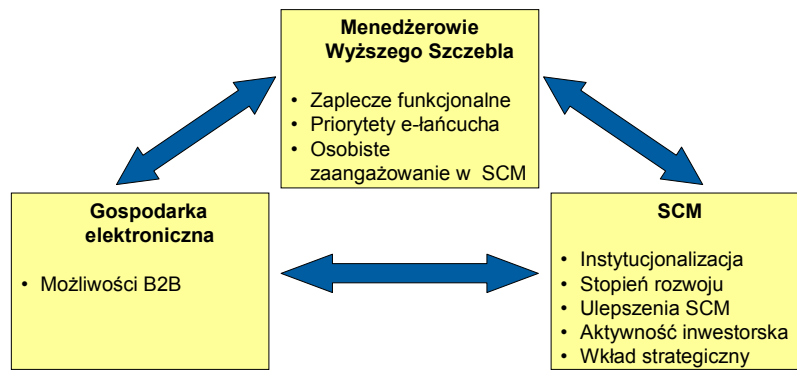 Menedżerowie
Wyższego Szczebla
• Zaplecze funkcjonalne
• Priorytety e-łańcucha
• Osobiste
zaangażowanie w SCM
Gospodarka
elektroniczna
• Możliwości B2B
SCM
• Instytucjonalizacja
• Stopień rozwoju
• Ulepszenia SCM
• Aktywność inwestorska
• Wkład strategiczny